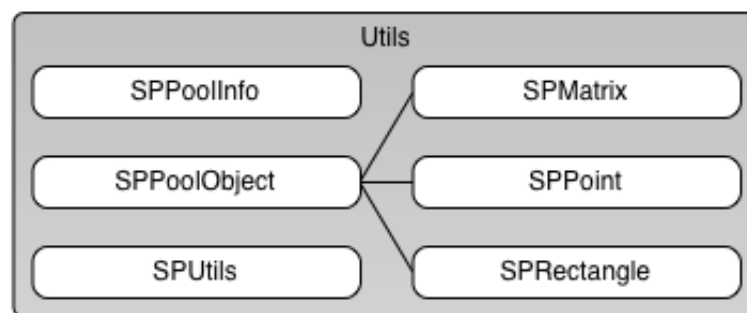 Utils
SPPoolInfo
SPMatrix
SPPoolObject
SPPoint
SPUtils
SPRectangle